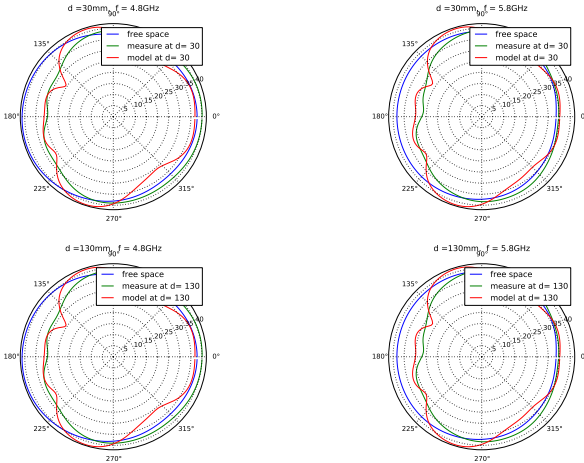 d =30mm, f = 4.8GHz
90°
free space
measure at d= 30
model at d= 30
135°
5 10 15 20 25 30 35 40
180°
0°
225°
315°
270°
d =30mm, f = 5.8GHz
90°
free space
measure at d= 30
model at d= 30
135°
5 10 15 20 25 30 35 40
180°
0°
225°
315°
270°
d =130mm, f = 4.8GHz
90°
free space
measure at d= 130
model at d= 130
135°
5 10 15 20 25 30 35 40
180°
0°
225°
315°
270°
d =130mm, f = 5.8GHz
90°
free space
measure at d= 130
model at d= 130
135°
5 10 15 20 25 30 35 40
180°
0°
225°
315°
270°